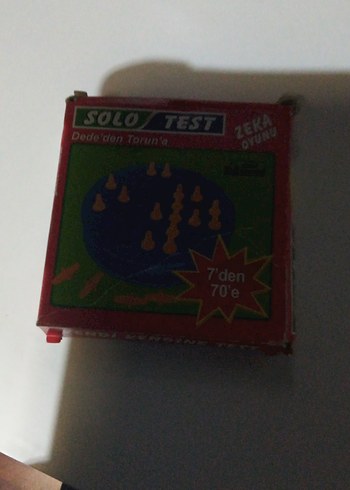 SOLO TEST
ZEKA
OYUNU
Dede'den Torun'a
7'den
70'e